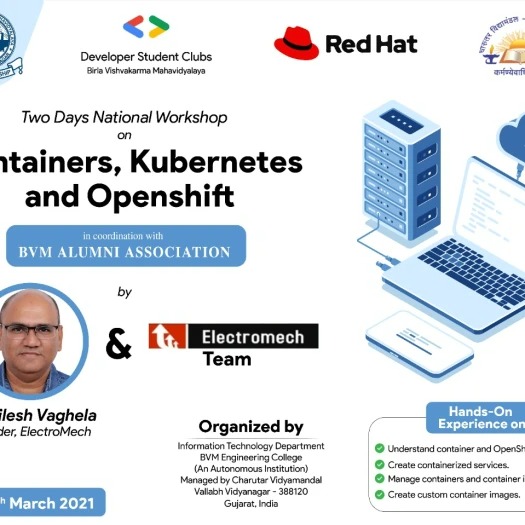 Developer Student Clubs
Birla Vishvakarma Mahavidyalaya
Red Hat
Two Days National Workshop
on
ntainers, Kubernetes
and Openshift
in coordination with
BVM ALUMNI ASSOCIATION
by
&
Electromech
Team
ilesh Vaghela
der, ElectroMech
Organized by
Information Technology Department
BVM Engineering College
(An Autonomous Institution)
Managed by Charutar Vidyamandal
Vallabh Vidyanagar - 388120
Gujarat, India
Hands-On
Experience on
Understand container and OpenSh
Create containerized services.
Manage containers and container i
Create custom container images.
h March 2021